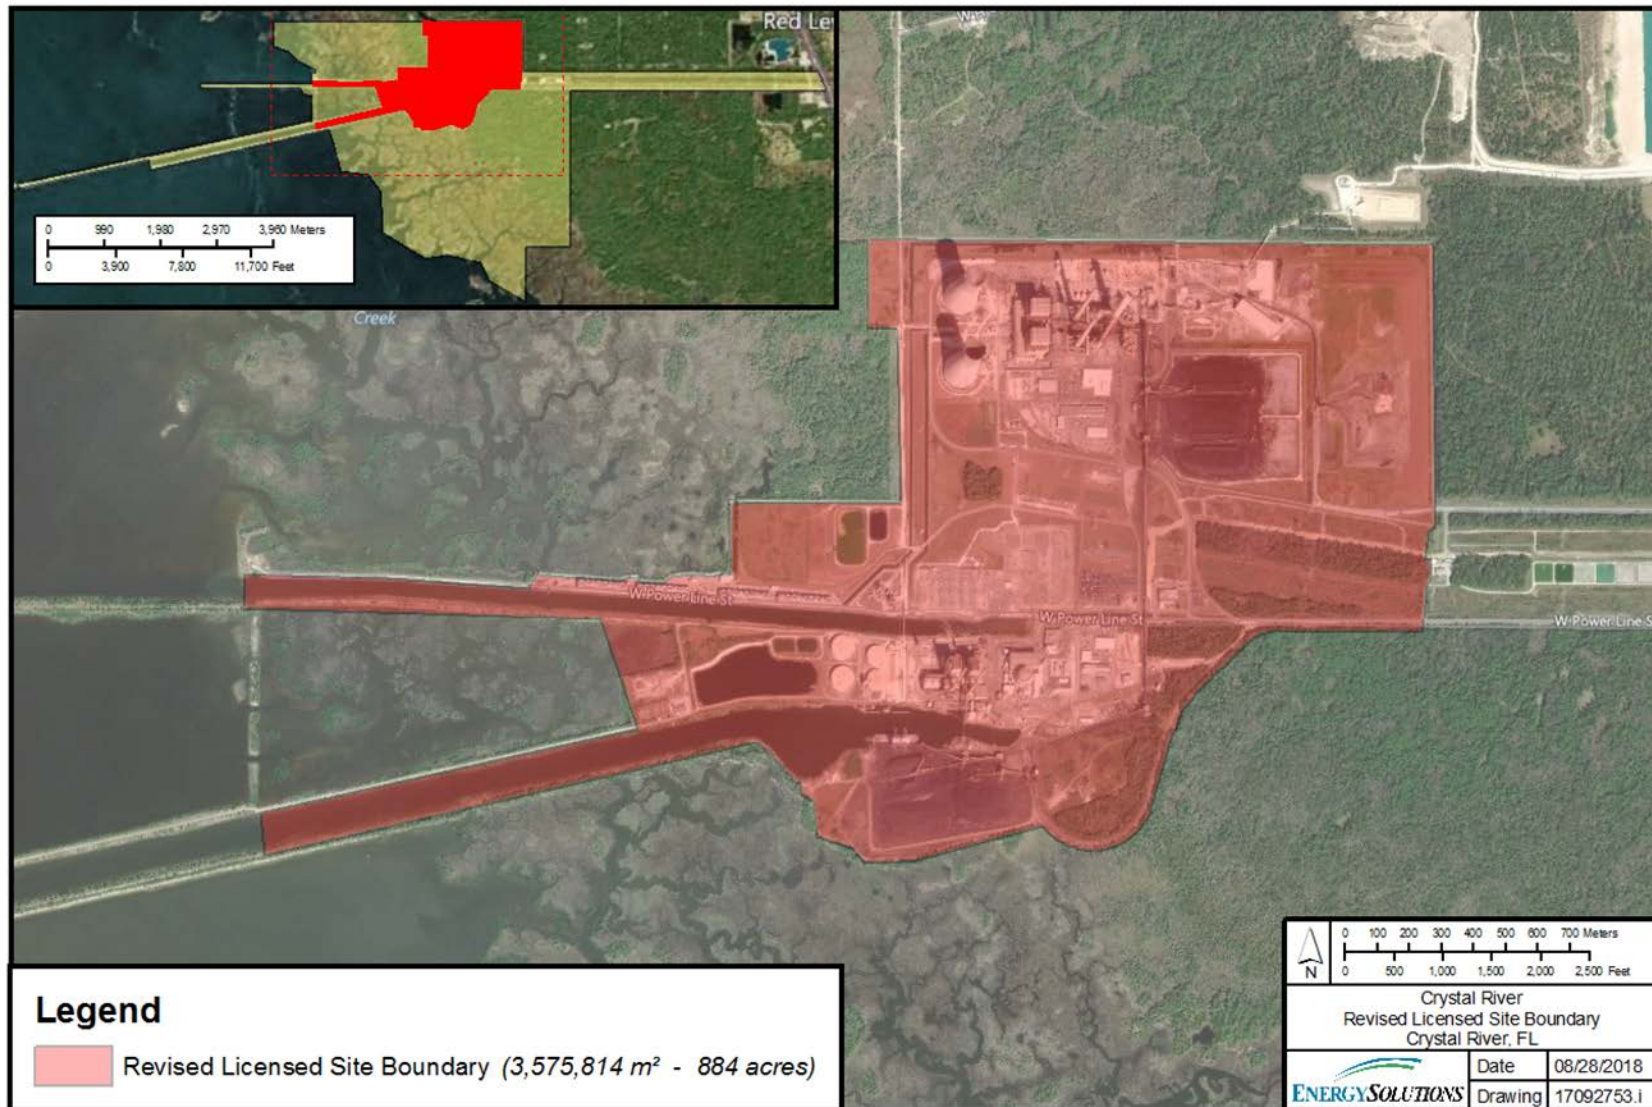 Red Le
0 990 1,980 2,970 3,960 Meters
0 3,900 7,800 11,700 Feet
Creek
W Power Line St
W Power Line St
W Power Line S
Legend
Revised Licensed Site Boundary (3,575,814 m² - 884 acres)
0 100 200 300 400 500 600 700 Meters
N
0 500 1,000 1,500 2,000 2,500 Feet
Crystal River
Revised Licensed Site Boundary
Crystal River, FL
ENERGYSOLUTIONS
Date 08/28/2018
Drawing 17092753.i